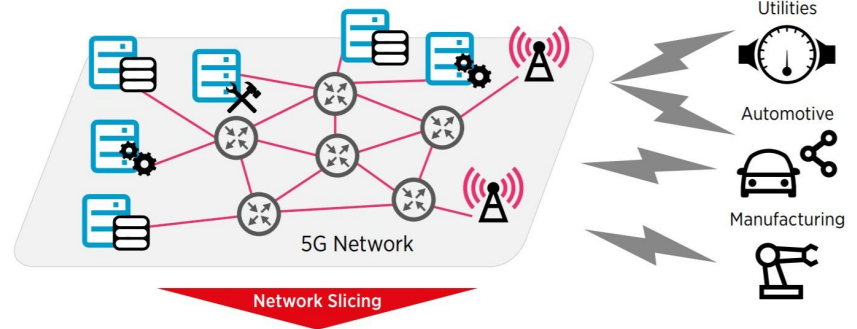 Utilities
Automotive
Manufacturing
5G Network
Network Slicing